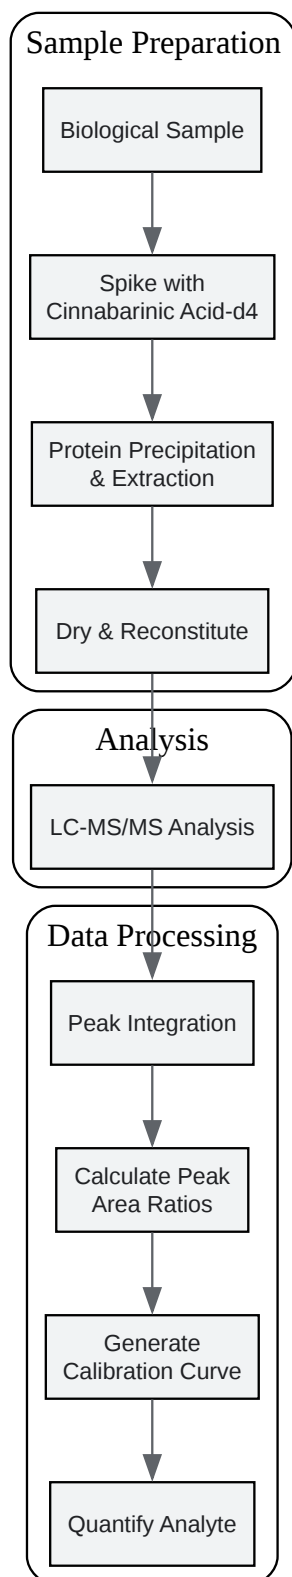 Sample Preparation
Biological Sample
Spike with
Cinnabarinic Acid-d4
Protein Precipitation
& Extraction
Dry & Reconstitute
Analysis
LC-MS/MS Analysis
Data Processing
Peak Integration
Calculate Peak
Area Ratios
Generate
Calibration Curve
Quantify Analyte